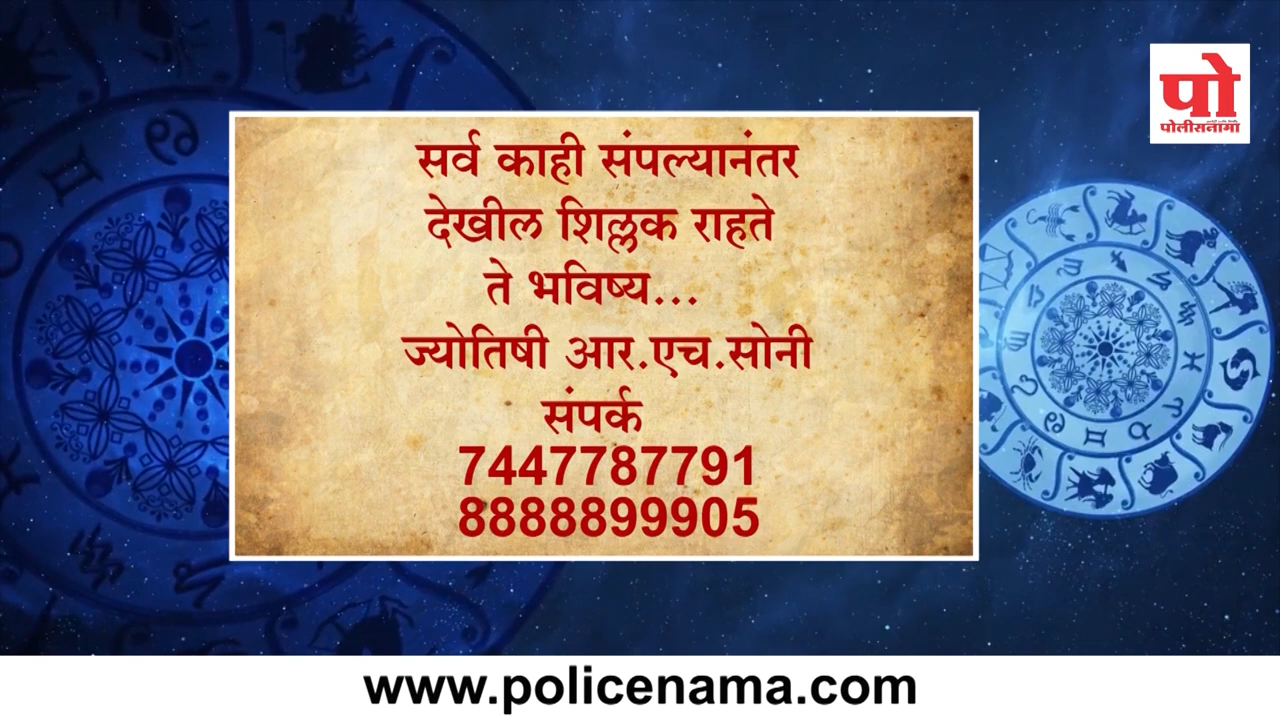 पो
पोलीसनामा
सर्व काही संपल्यानंतर
देखील शिल्लक राहते
ते भविष्य...
ज्योतिषी आर.एच.सोनी
संपर्क
7447787791
8888899905
www.policenama.com